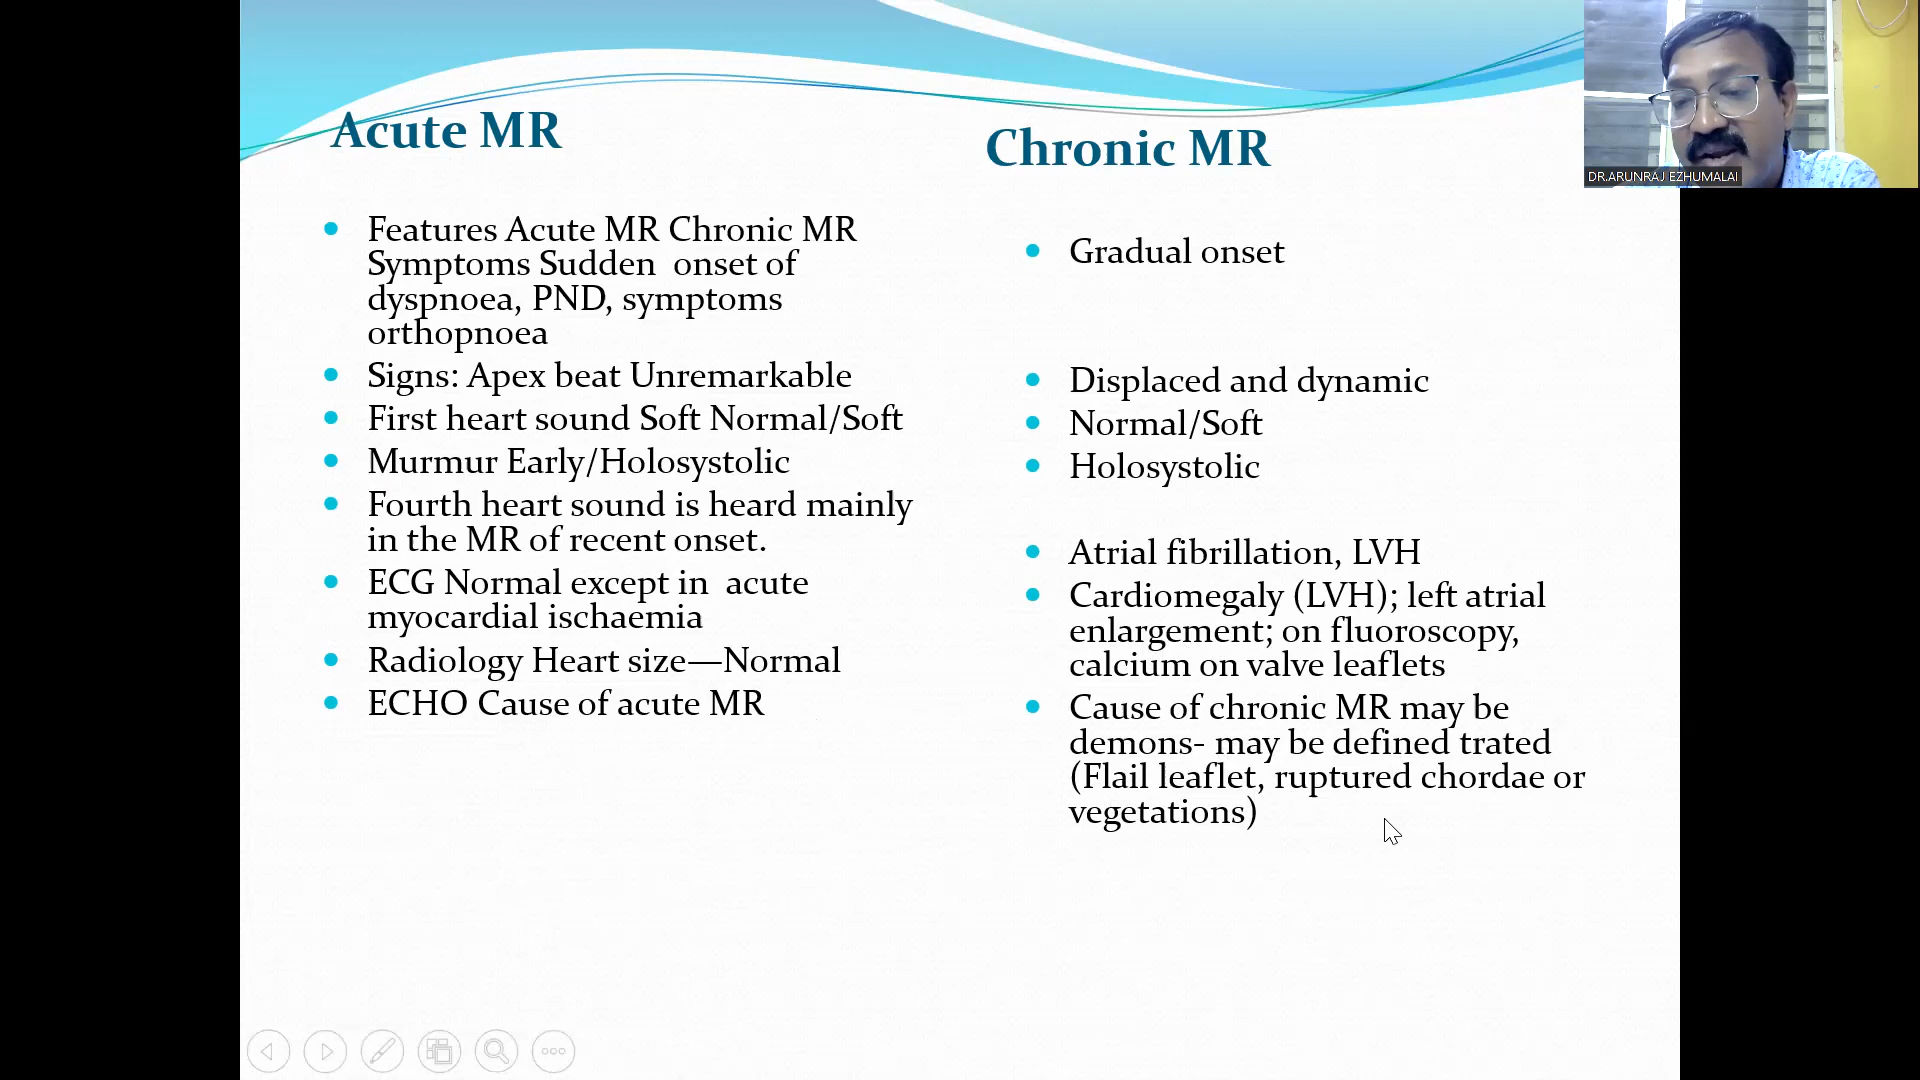 Acute MR
Features Acute MR Chronic MR
Symptoms Sudden onset of
dyspnoea, PND, symptoms
orthopnoea
Signs: Apex beat Unremarkable
First heart sound Soft Normal/Soft
Murmur Early/Holosystolic
Fourth heart sound is heard mainly
in the MR of recent onset.
ECG Normal except in acute
myocardial ischaemia
Radiology Heart size—Normal
ECHO Cause of acute MR
Chronic MR
Gradual onset
Displaced and dynamic
Normal/Soft
Holosystolic
Atrial fibrillation, LVH
Cardiomegaly (LVH); left atrial
enlargement; on fluoroscopy,
calcium on valve leaflets
Cause of chronic MR may be
demons- may be defined trated
(Flail leaflet, ruptured chordae or
vegetations)
DR.ARUNRAJ EZHUMALAI